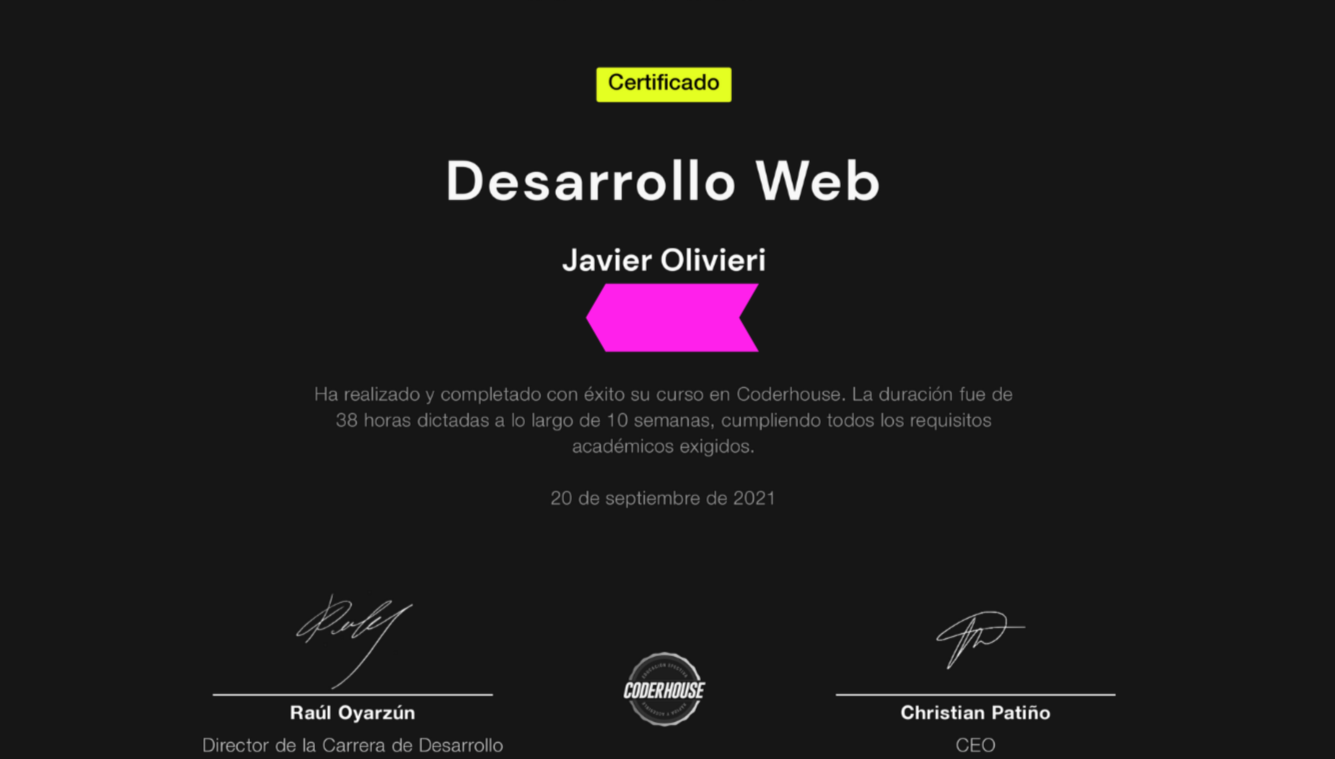 Certificado
Desarrollo Web
Javier Olivieri
Ha realizado y completado con éxito su curso en Coderhouse. La duración fue de
38 horas dictadas a lo largo de 10 semanas, cumpliendo todos los requisitos
académicos exigidos.
20 de septiembre de 2021
CODERHOUSE
Raúl Oyarzún
Christian Patiño
Director de la Carrera de Desarrollo
CEO